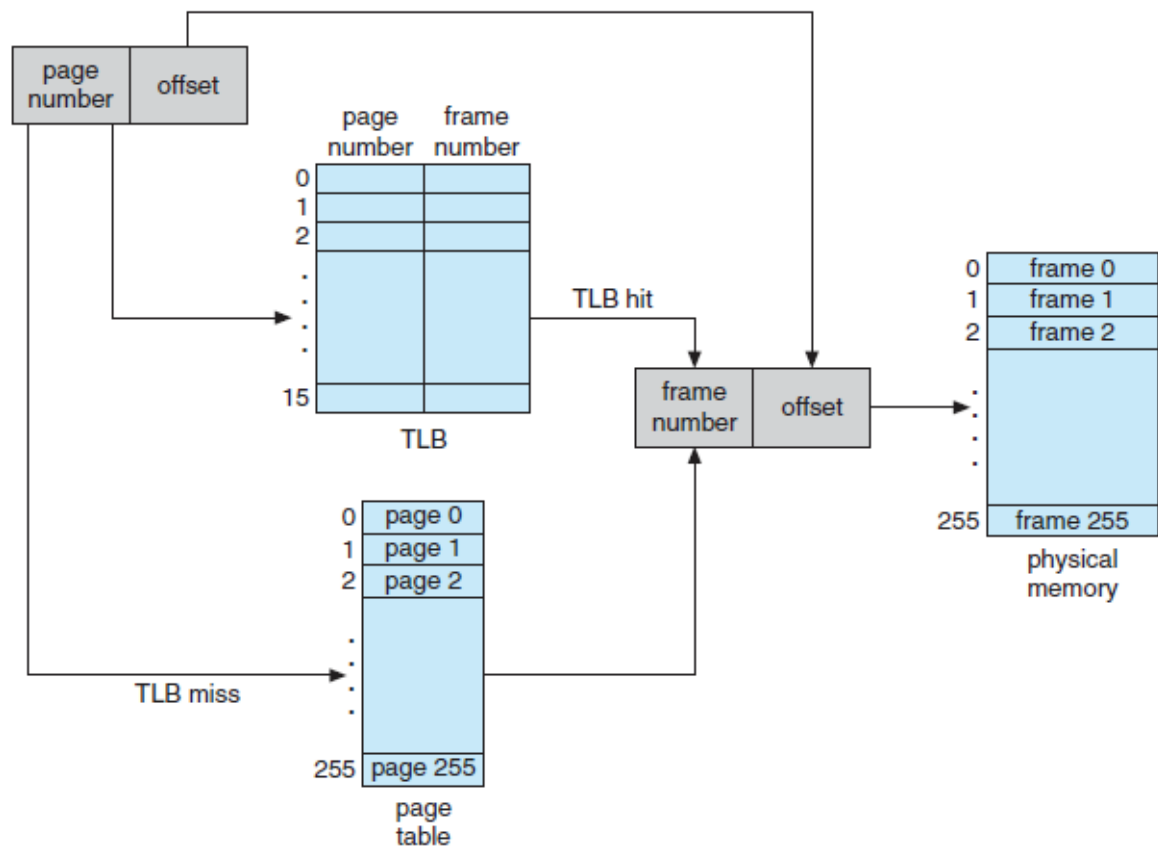 page
number
offset
page
number
frame
number
0
1
2
.
.
.
.
15
TLB
TLB hit
frame
number
offset
0
frame 0
1
frame 1
2
frame 2
.
.
.
.
255
frame 255
physical
memory
TLB miss
0
page 0
1
page 1
2
page 2
.
.
.
.
255
page 255
page
table